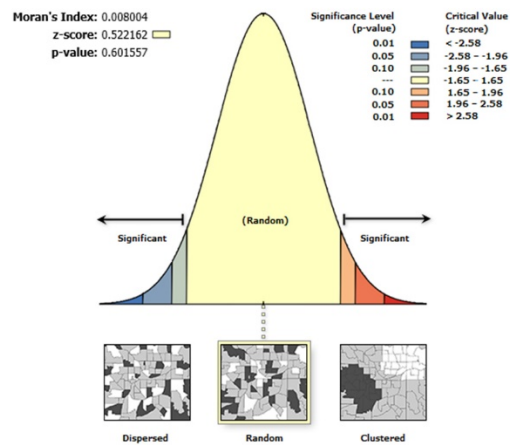 Moran's Index: 0.008004
z-score: 0.522162
p-value: 0.601557
Significance Level (p-value)
Critical Value (z-score)
0.01 < -2.58
0.05 -2.58 - -1.96
0.10 -1.96 - -1.65
--- -1.65 - 1.65
0.10 1.65 - 1.96
0.05 1.96 - 2.58
0.01 > 2.58
(Random)
Significant
Significant
Dispersed
Random
Clustered